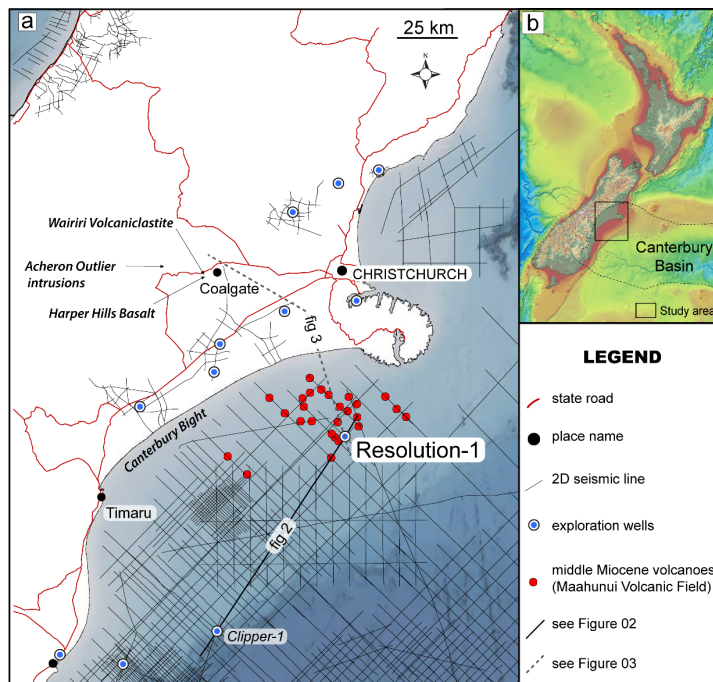 a
25 km
N
b
Wairiri Volcaniclastite
Acheron Outlier
intrusions
Coalgate
Harper Hills Basalt
CHRISTCHURCH
fig 3
Canterbury Bight
Resolution-1
Timaru
fig 2
Clipper-1
Canterbury
Basin
Study area
LEGEND
state road
place name
2D seismic line
exploration wells
middle Miocene volcanoes
(Maahunui Volcanic Field)
see Figure 02
see Figure 03